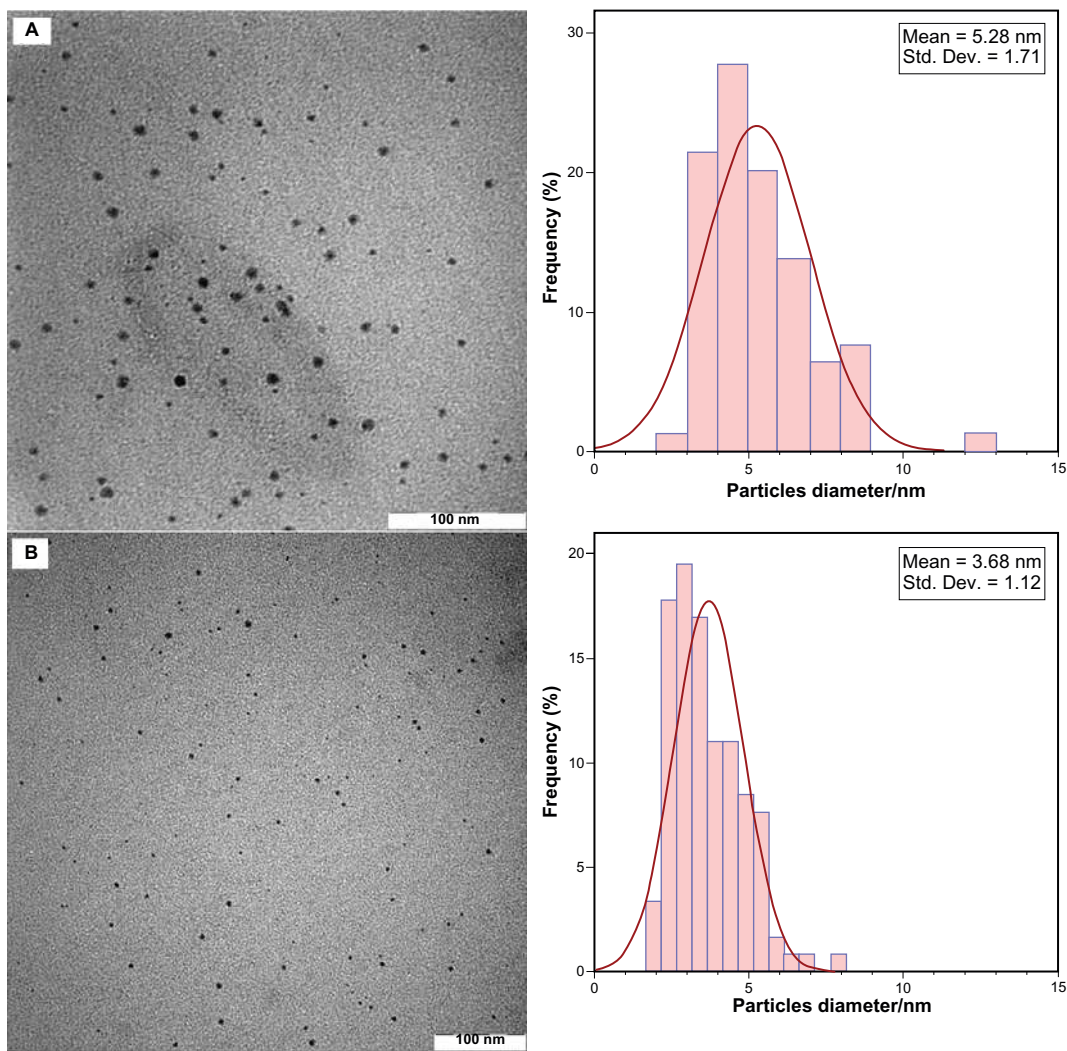 A
100 nm
Mean = 5.28 nm
Std. Dev. = 1.71
Frequency (%)
30
20
10
0
0
5
10
15
Particles diameter/nm
B
100 nm
Mean = 3.68 nm
Std. Dev. = 1.12
Frequency (%)
20
15
10
5
0
0
5
10
15
Particles diameter/nm